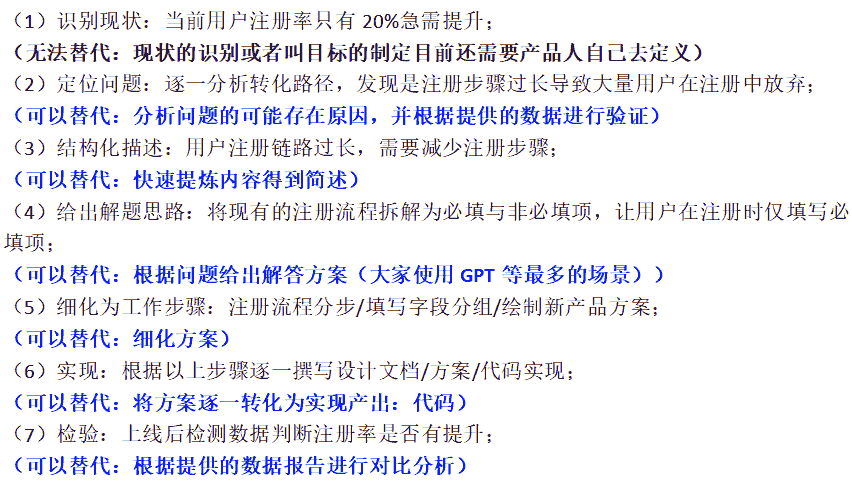 （1）识别现状：当前用户注册率只有 20%急需提升；
（无法替代：现状的识别或者叫目标的制定目前还需要产品人自己去定义）
（2）定位问题：逐一分析转化路径，发现是注册步骤过长导致大量用户在注册中放弃；
（可以替代：分析问题的可能存在原因，并根据提供的数据进行验证）
（3）结构化描述：用户注册链路过长，需要减少注册步骤；
（可以替代：快速提炼内容得到简述）
（4）给出解题思路：将现有的注册流程拆解为必填与非必填项，让用户在注册时仅填写必
填项；
（可以替代：根据问题给出解答方案（大家使用 GPT 等最多的场景））
（5）细化为工作步骤：注册流程分步/填写字段分组/绘制新产品方案；
（可以替代：细化方案）
（6）实现：根据以上步骤逐一撰写设计文档/方案/代码实现；
（可以替代：将方案逐一转化为实现产出：代码）
（7）检验：上线后检测数据判断注册率是否有提升；
（可以替代：根据提供的数据报告进行对比分析）